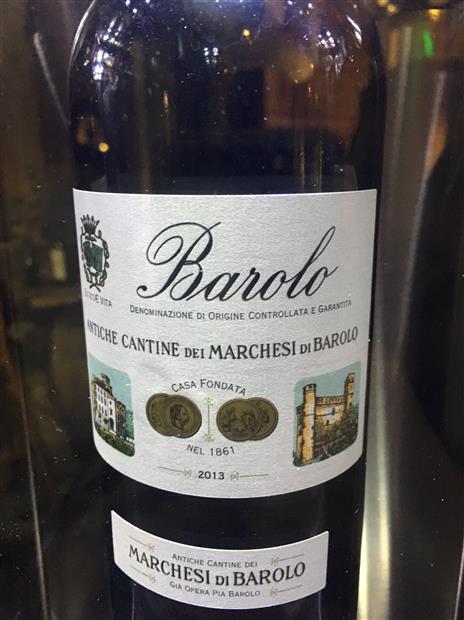 Barolo
DENOMINAZIONE DI ORIGINE CONTROLLATA E GARANTITA
VITA
ANTICHE CANTINE DEI MARCHESI DI BAROLO
CASA FONDATA
NEL 1861
2013
ANTICHE CANTINE DEI
MARCHESI DI BAROLO
GIÀ OPERA PIA BAROLO